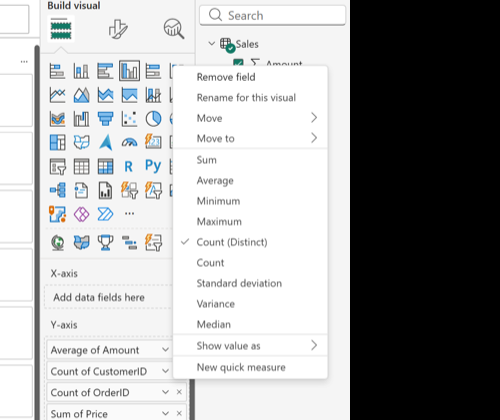 Build visual
Search
Sales
Amount
...
R
Py
...
Remove field
Rename for this visual
Move
Move to
Sum
Average
Minimum
Maximum
Count (Distinct)
Count
Standard deviation
Variance
Median
Show value as
New quick measure
X-axis
Add data fields here
Y-axis
Average of Amount
Count of CustomerID
Count of OrderID
Sum of Price